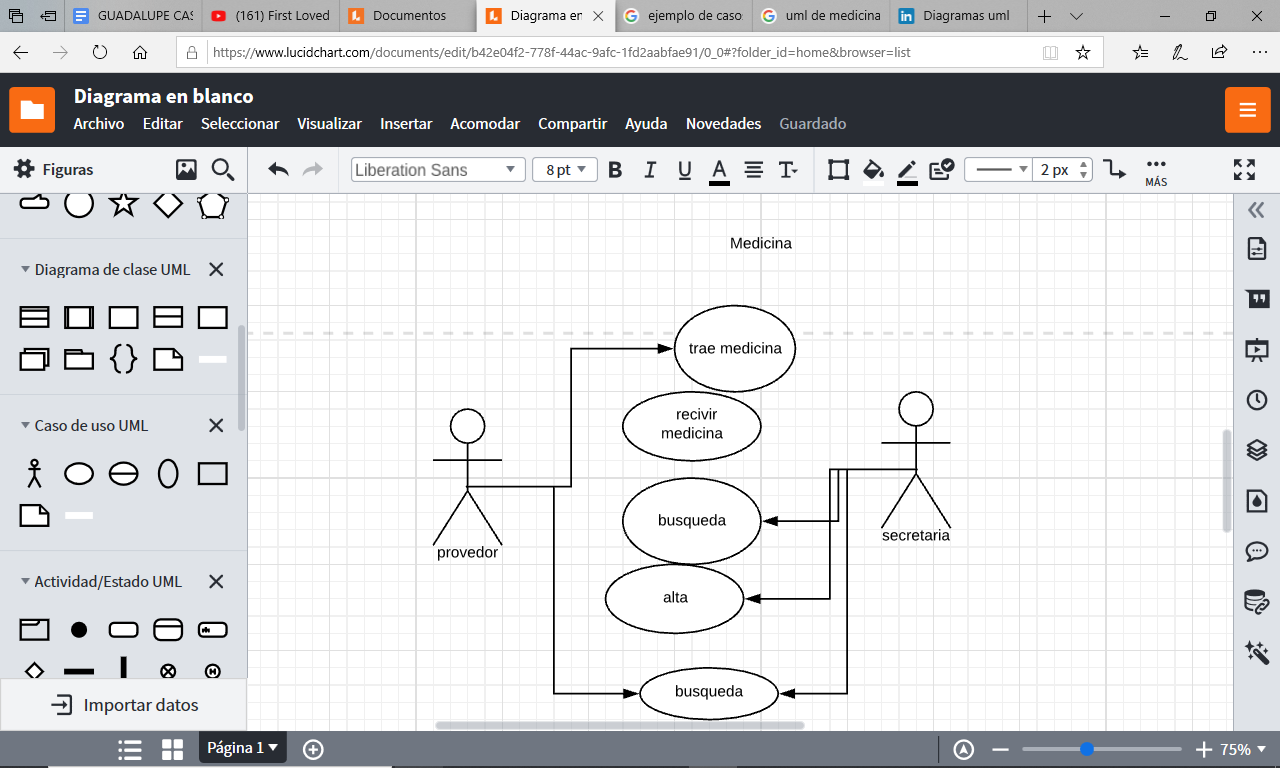 GUADALUPE CAS
(161) First Loved
Documentos
Diagrama en
ejemplo de caso
uml de medicina
Diagramas uml
https://www.lucidchart.com/documents/edit/b42e04f2-778f-44ac-9afc-1fd2aabfae91/0_0#?folder_id=home&browser=list
Diagrama en blanco
Archivo Editar Seleccionar Visualizar Insertar Acomodar Compartir Ayuda Novedades Guardado
Figuras
Liberation Sans
8 pt
B I U A T
2 px
MÁS
Diagrama de clase UML
Caso de uso UML
Actividad/Estado UML
Importar datos
Medicina
trae medicina
recivir
medicina
busqueda
alta
busqueda
provedor
secretaria
Página 1
75%